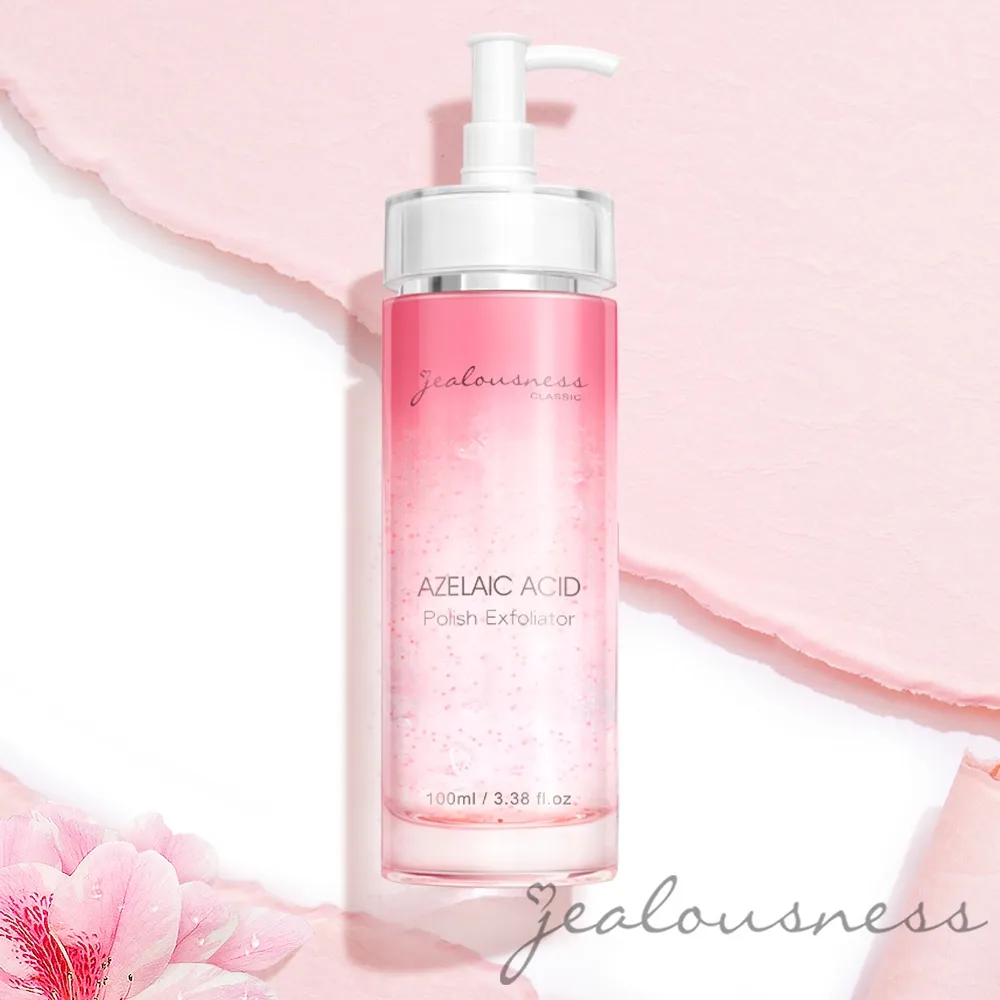 jealousness
CLASSIC
AZELAIC ACID
Polish Exfoliator
100ml / 3.38 fl.oz.
jealousness